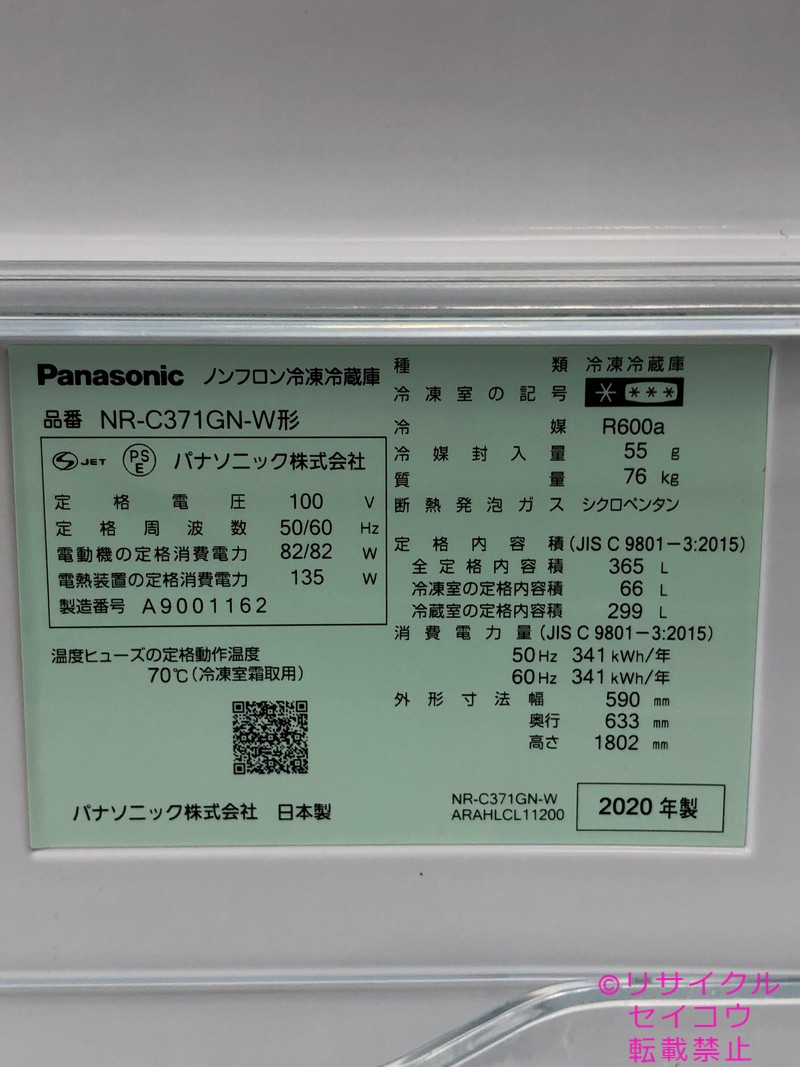 Panasonic ノンフロン冷凍冷蔵庫
品番 NR-C371GN-W形
S JET PSE パナソニック株式会社
定格電圧 100 V
定格周波数 50/60 Hz
電動機の定格消費電力 82/82 W
電熱装置の定格消費電力 135 W
製造番号 A9001162
温度ヒューズの定格動作温度
70℃(冷凍室霜取用)
パナソニック株式会社 日本製
種類 冷凍冷蔵庫
冷凍室の記号 * ***
冷媒 R600a
冷媒封入量 55 g
質量 76 kg
断熱発泡ガス シクロペンタン
定格内容積 (JIS C 9801-3:2015)
全定格内容積 365 L
冷凍室の定格内容積 66 L
冷蔵室の定格内容積 299 L
消費電力量 (JIS C 9801-3:2015)
50Hz 341 kWh/年
60Hz 341 kWh/年
外形寸法 幅 590 mm
奥行 633 mm
高さ 1802 mm
NR-C371GN-W
ARAHLCL11200
2020年製
©リサイクル
セイコウ
転載禁止